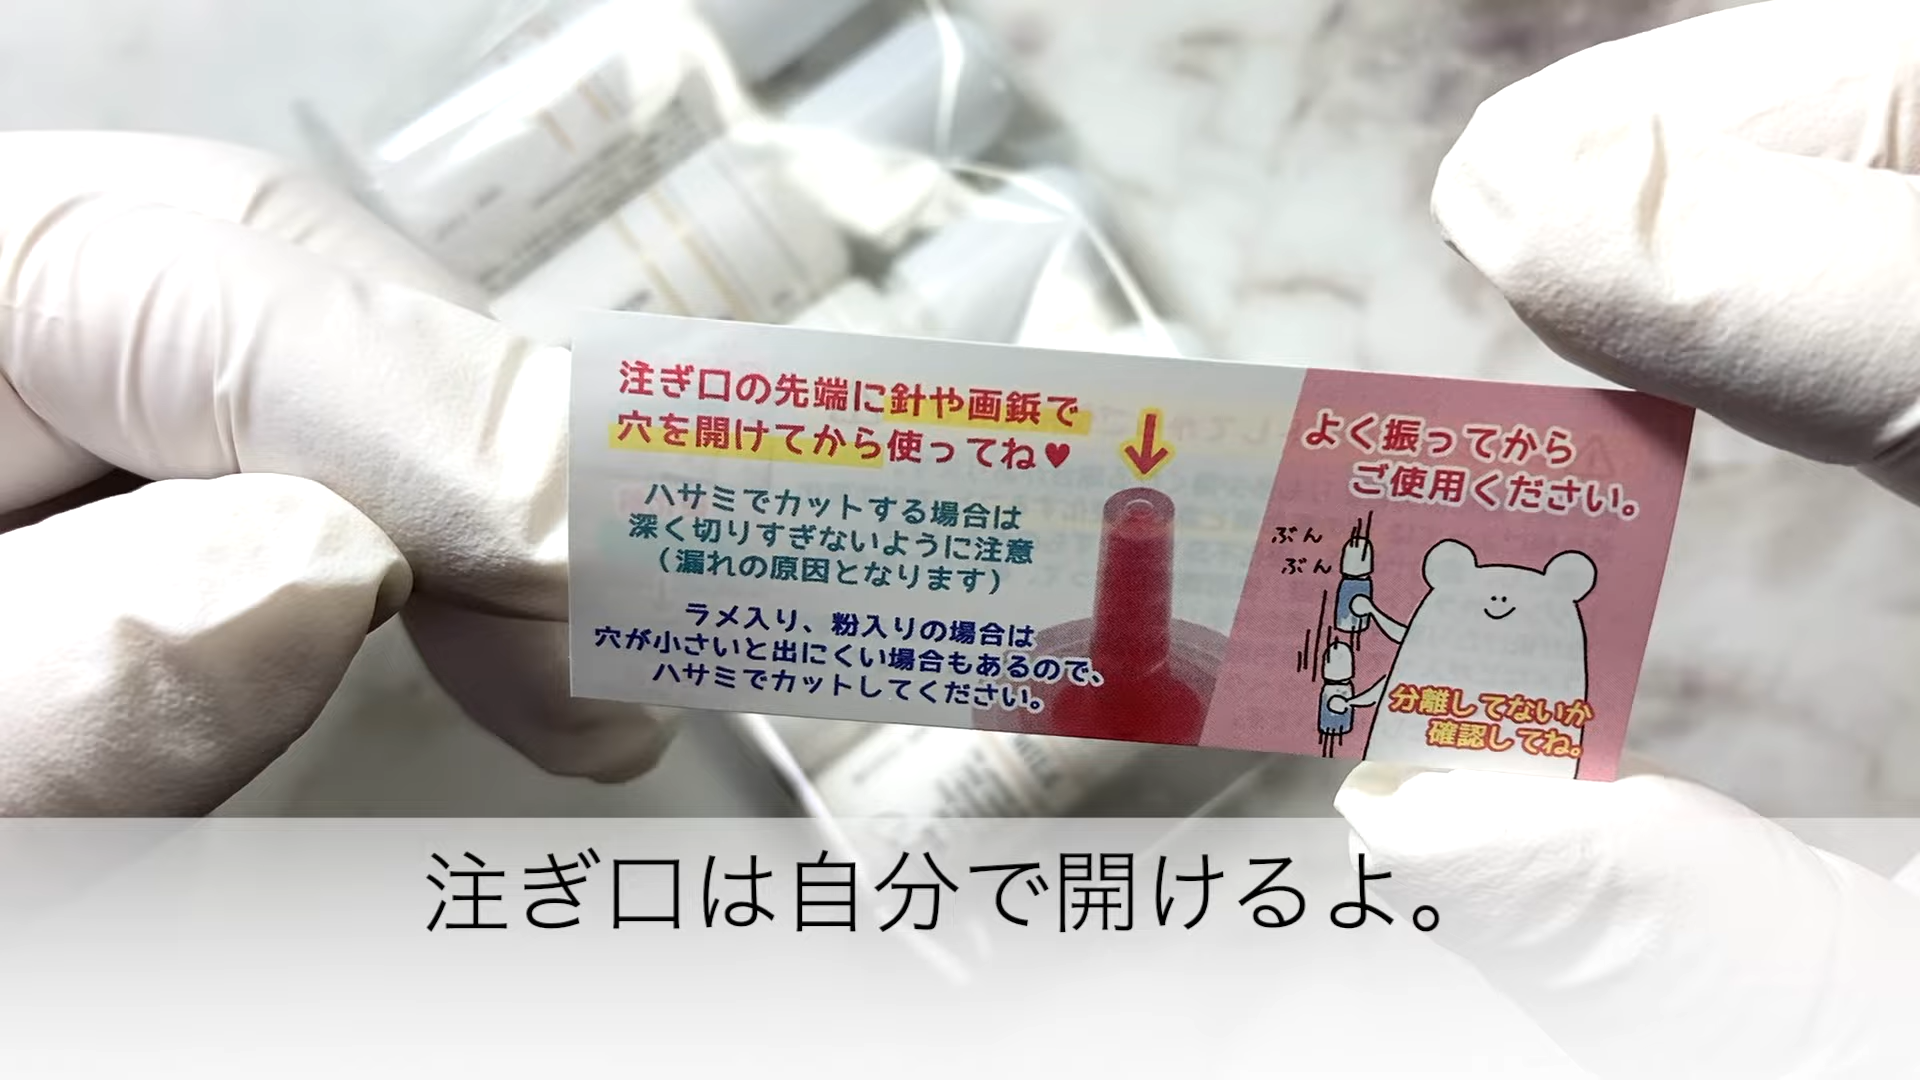 注ぎ口の先端に針や画鋲で
穴を開けてから使ってね♥
ハサミでカットする場合は
深く切りすぎないように注意
（漏れの原因となります）
ラメ入り、粉入りの場合は
穴が小さいと出にくい場合もあるので、
ハサミでカットしてください。
よく振ってから
ご使用ください。
ぶん
ぶん
分離してないか
確認してね。
注ぎ口は自分で開けるよ。